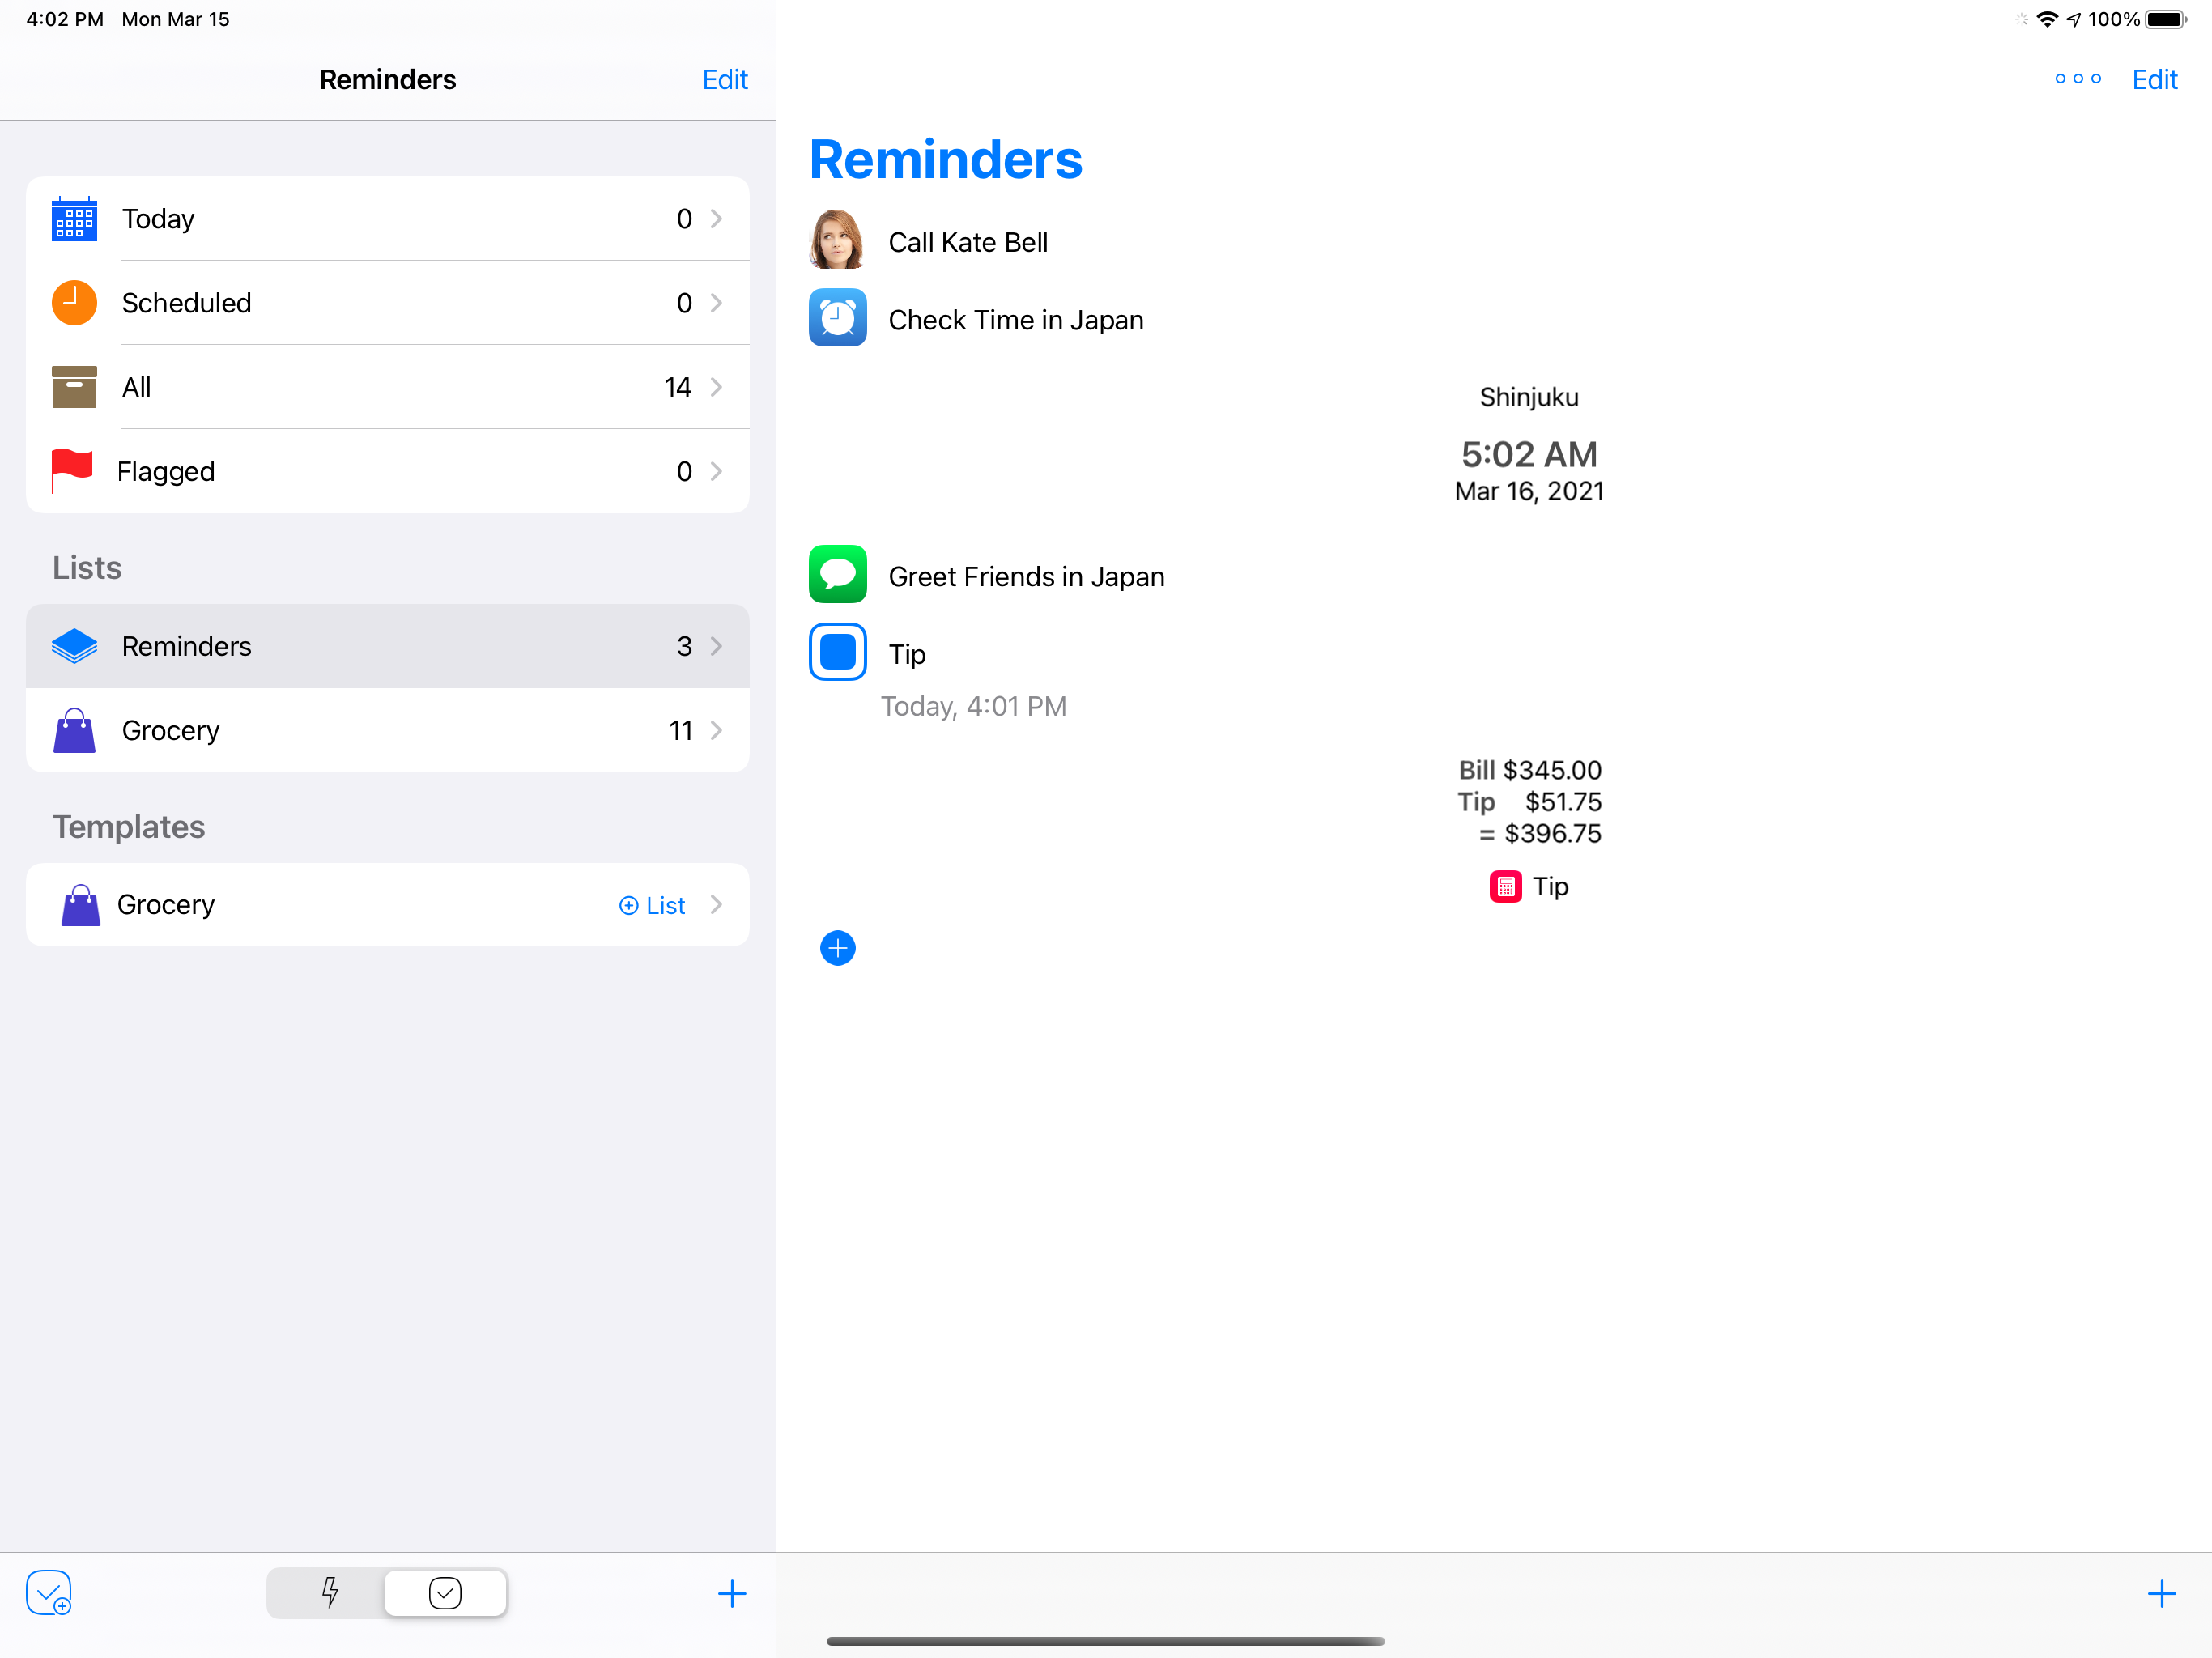 4:02 PM Mon Mar 15
100%
Reminders
Edit
Today 0
Scheduled 0
All 14
Flagged 0
Lists
Reminders 3
Grocery 11
Templates
Grocery List
Edit
Reminders
Call Kate Bell
Check Time in Japan
Shinjuku
5:02 AM
Mar 16, 2021
Greet Friends in Japan
Tip
Today, 4:01 PM
Bill $345.00
Tip $51.75
= $396.75
Tip